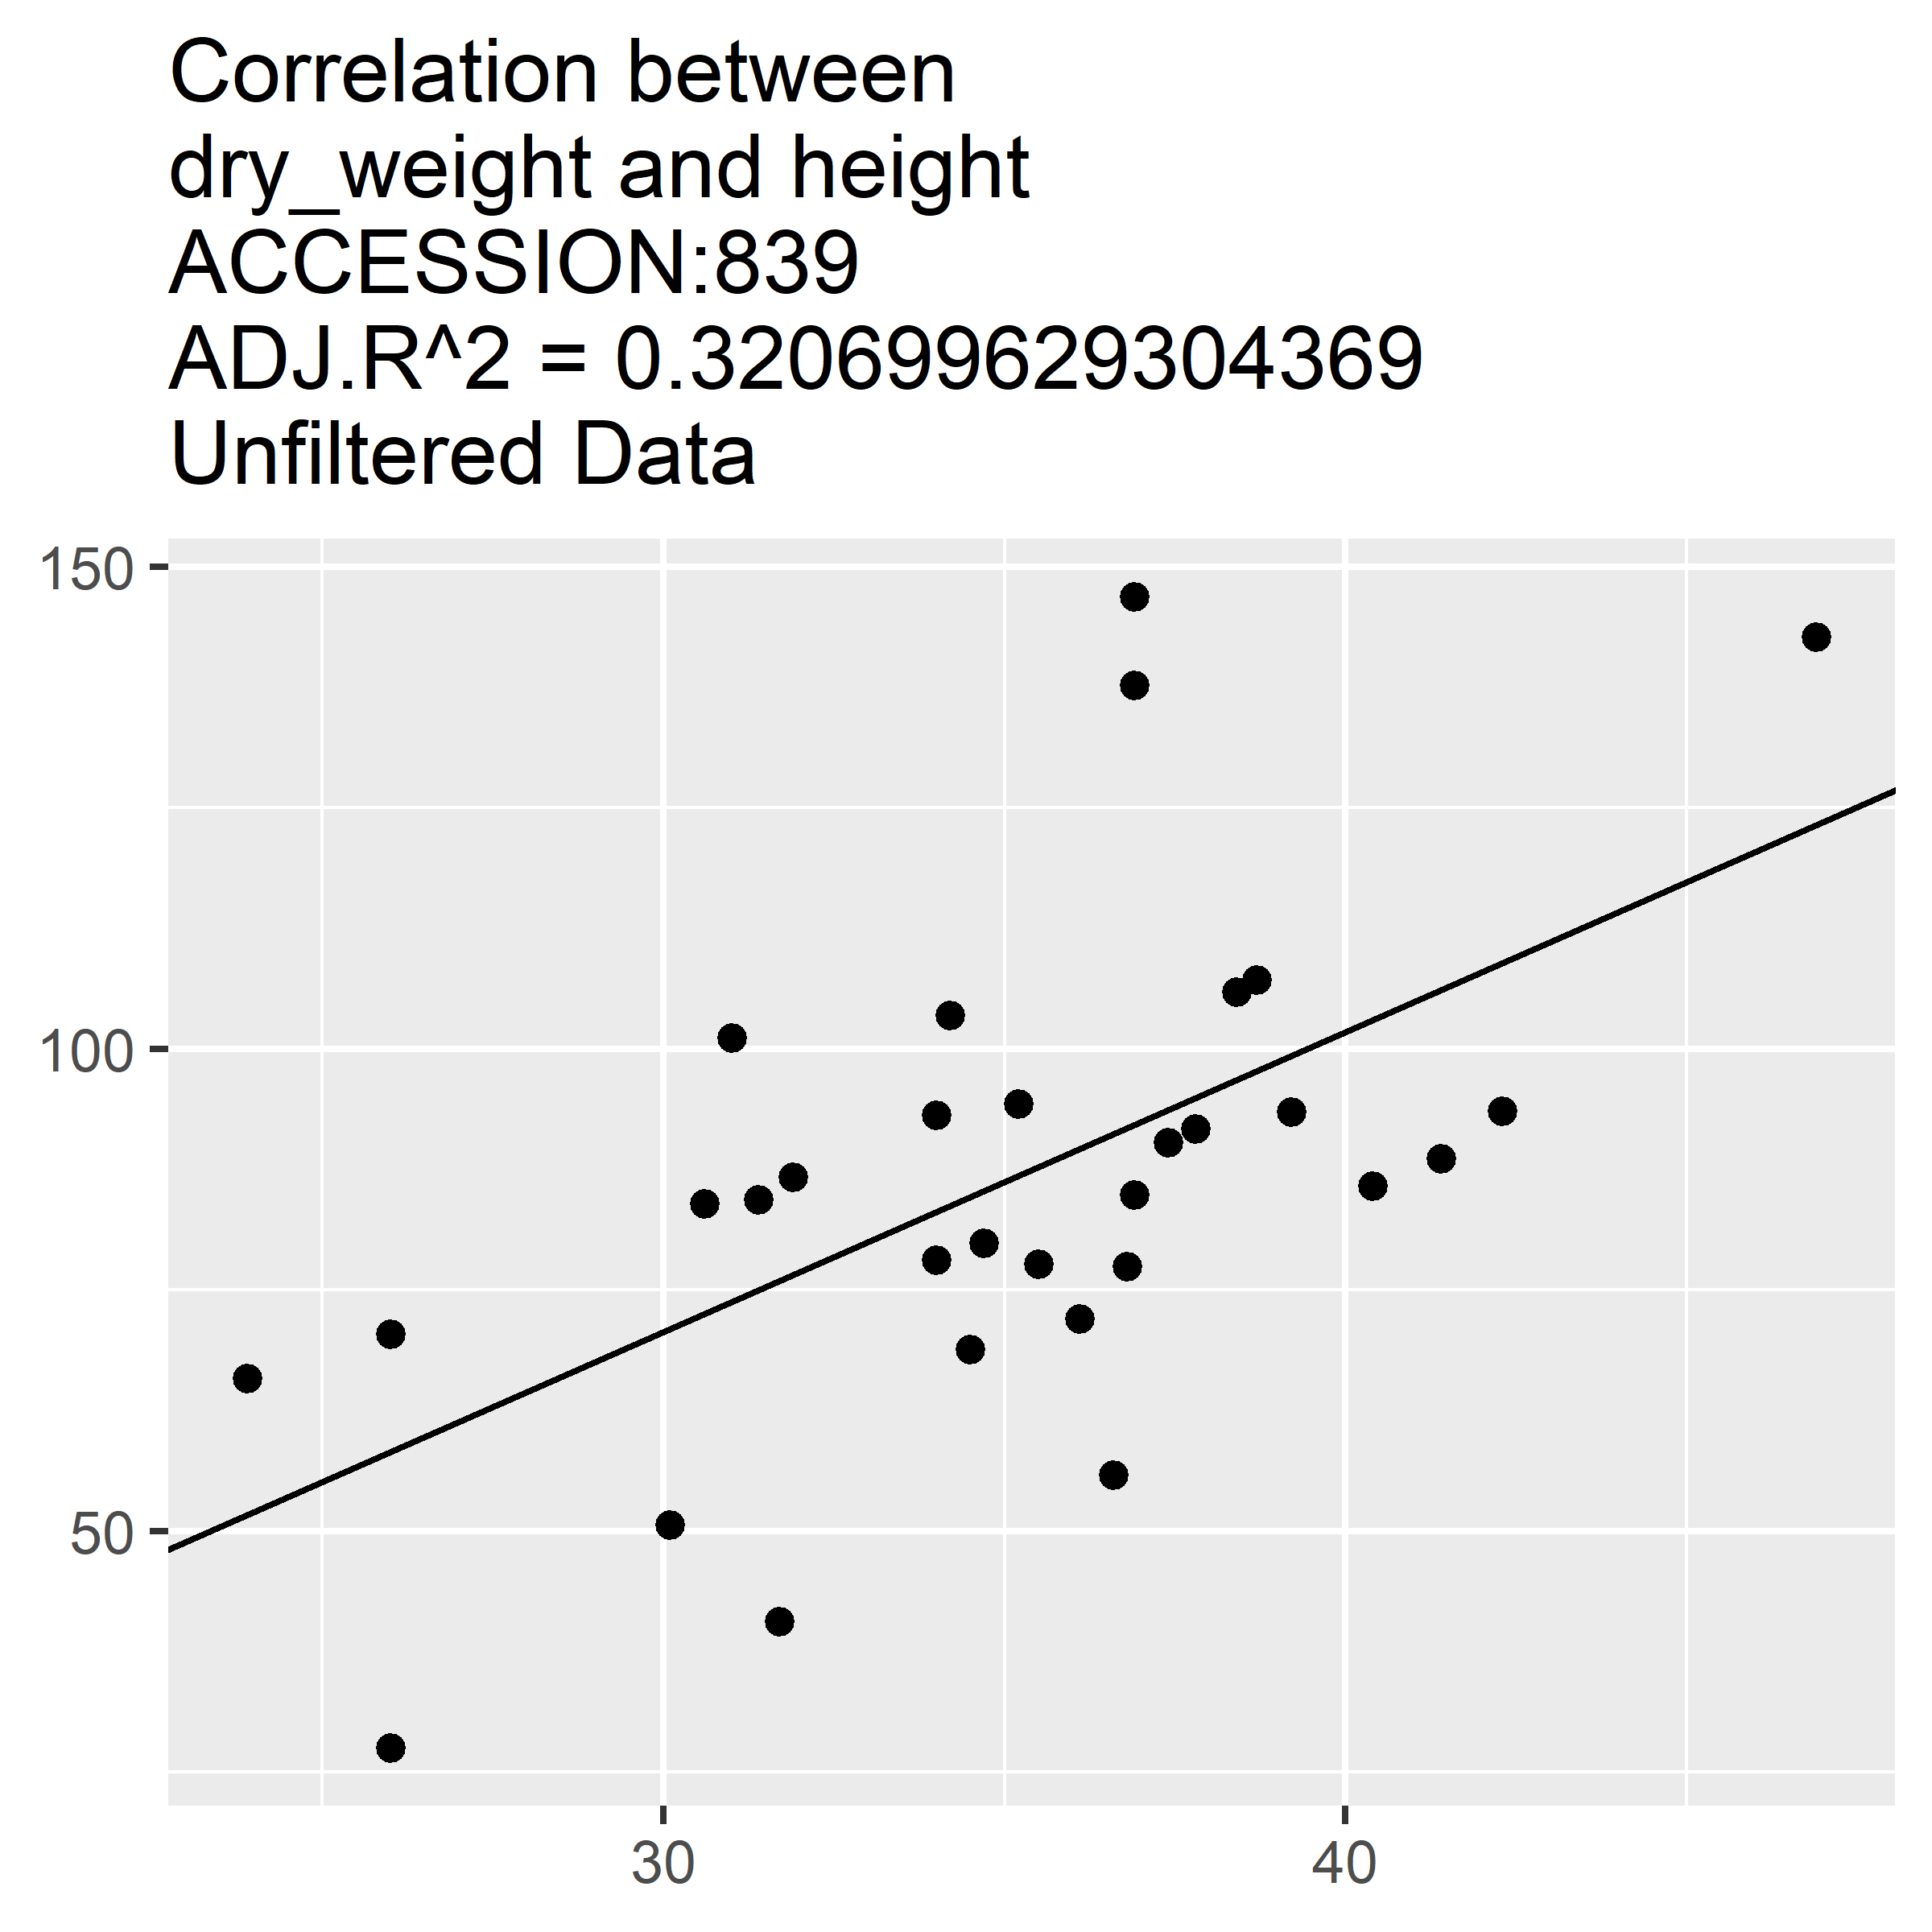 Correlation between
dry_weight and height
ACCESSION:839
ADJ.R^2 = 0.320699629304369
Unfiltered Data
150
100
50
30
40